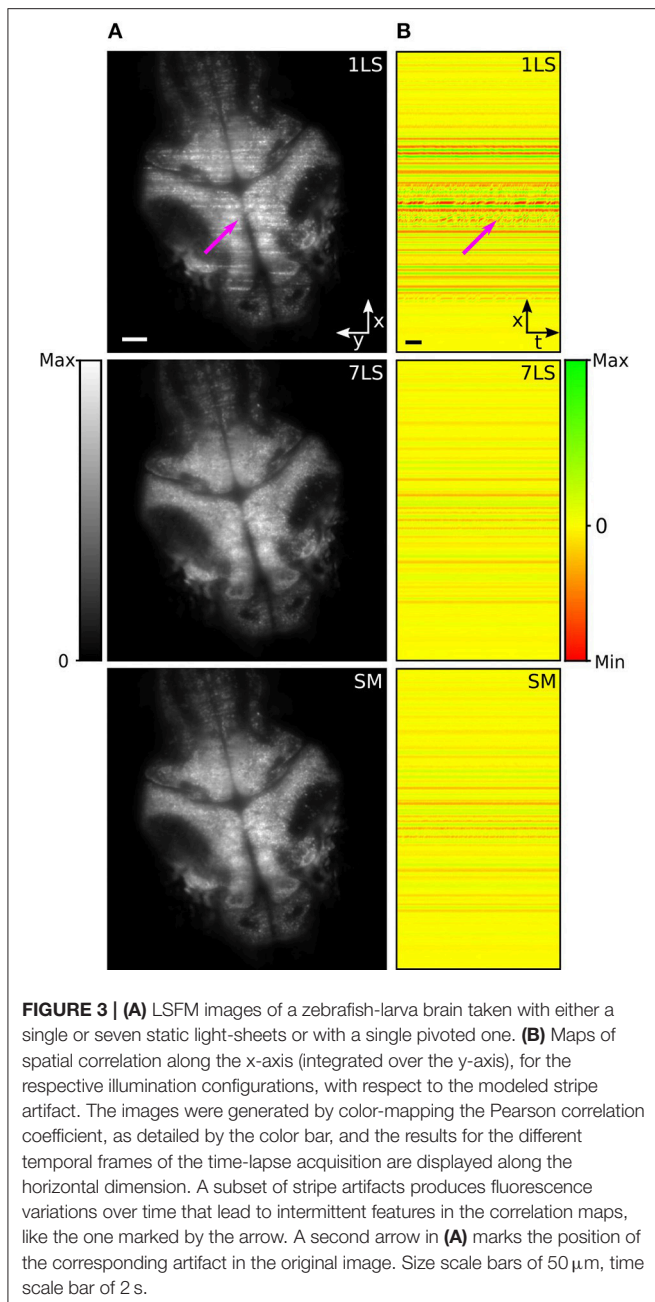 A
B
1LS
1LS
x
y
x
t
Max
7LS
7LS
Max
0
0
Min
SM
SM
FIGURE 3 | (A) LSFM images of a zebrafish-larva brain taken with either a
single or seven static light-sheets or with a single pivoted one. (B) Maps of
spatial correlation along the x-axis (integrated over the y-axis), for the
respective illumination configurations, with respect to the modeled stripe
artifact. The images were generated by color-mapping the Pearson correlation
coefficient, as detailed by the color bar, and the results for the different
temporal frames of the time-lapse acquisition are displayed along the
horizontal dimension. A subset of stripe artifacts produces fluorescence
variations over time that lead to intermittent features in the correlation maps,
like the one marked by the arrow. A second arrow in (A) marks the position of
the corresponding artifact in the original image. Size scale bars of 50 μm, time
scale bar of 2 s.